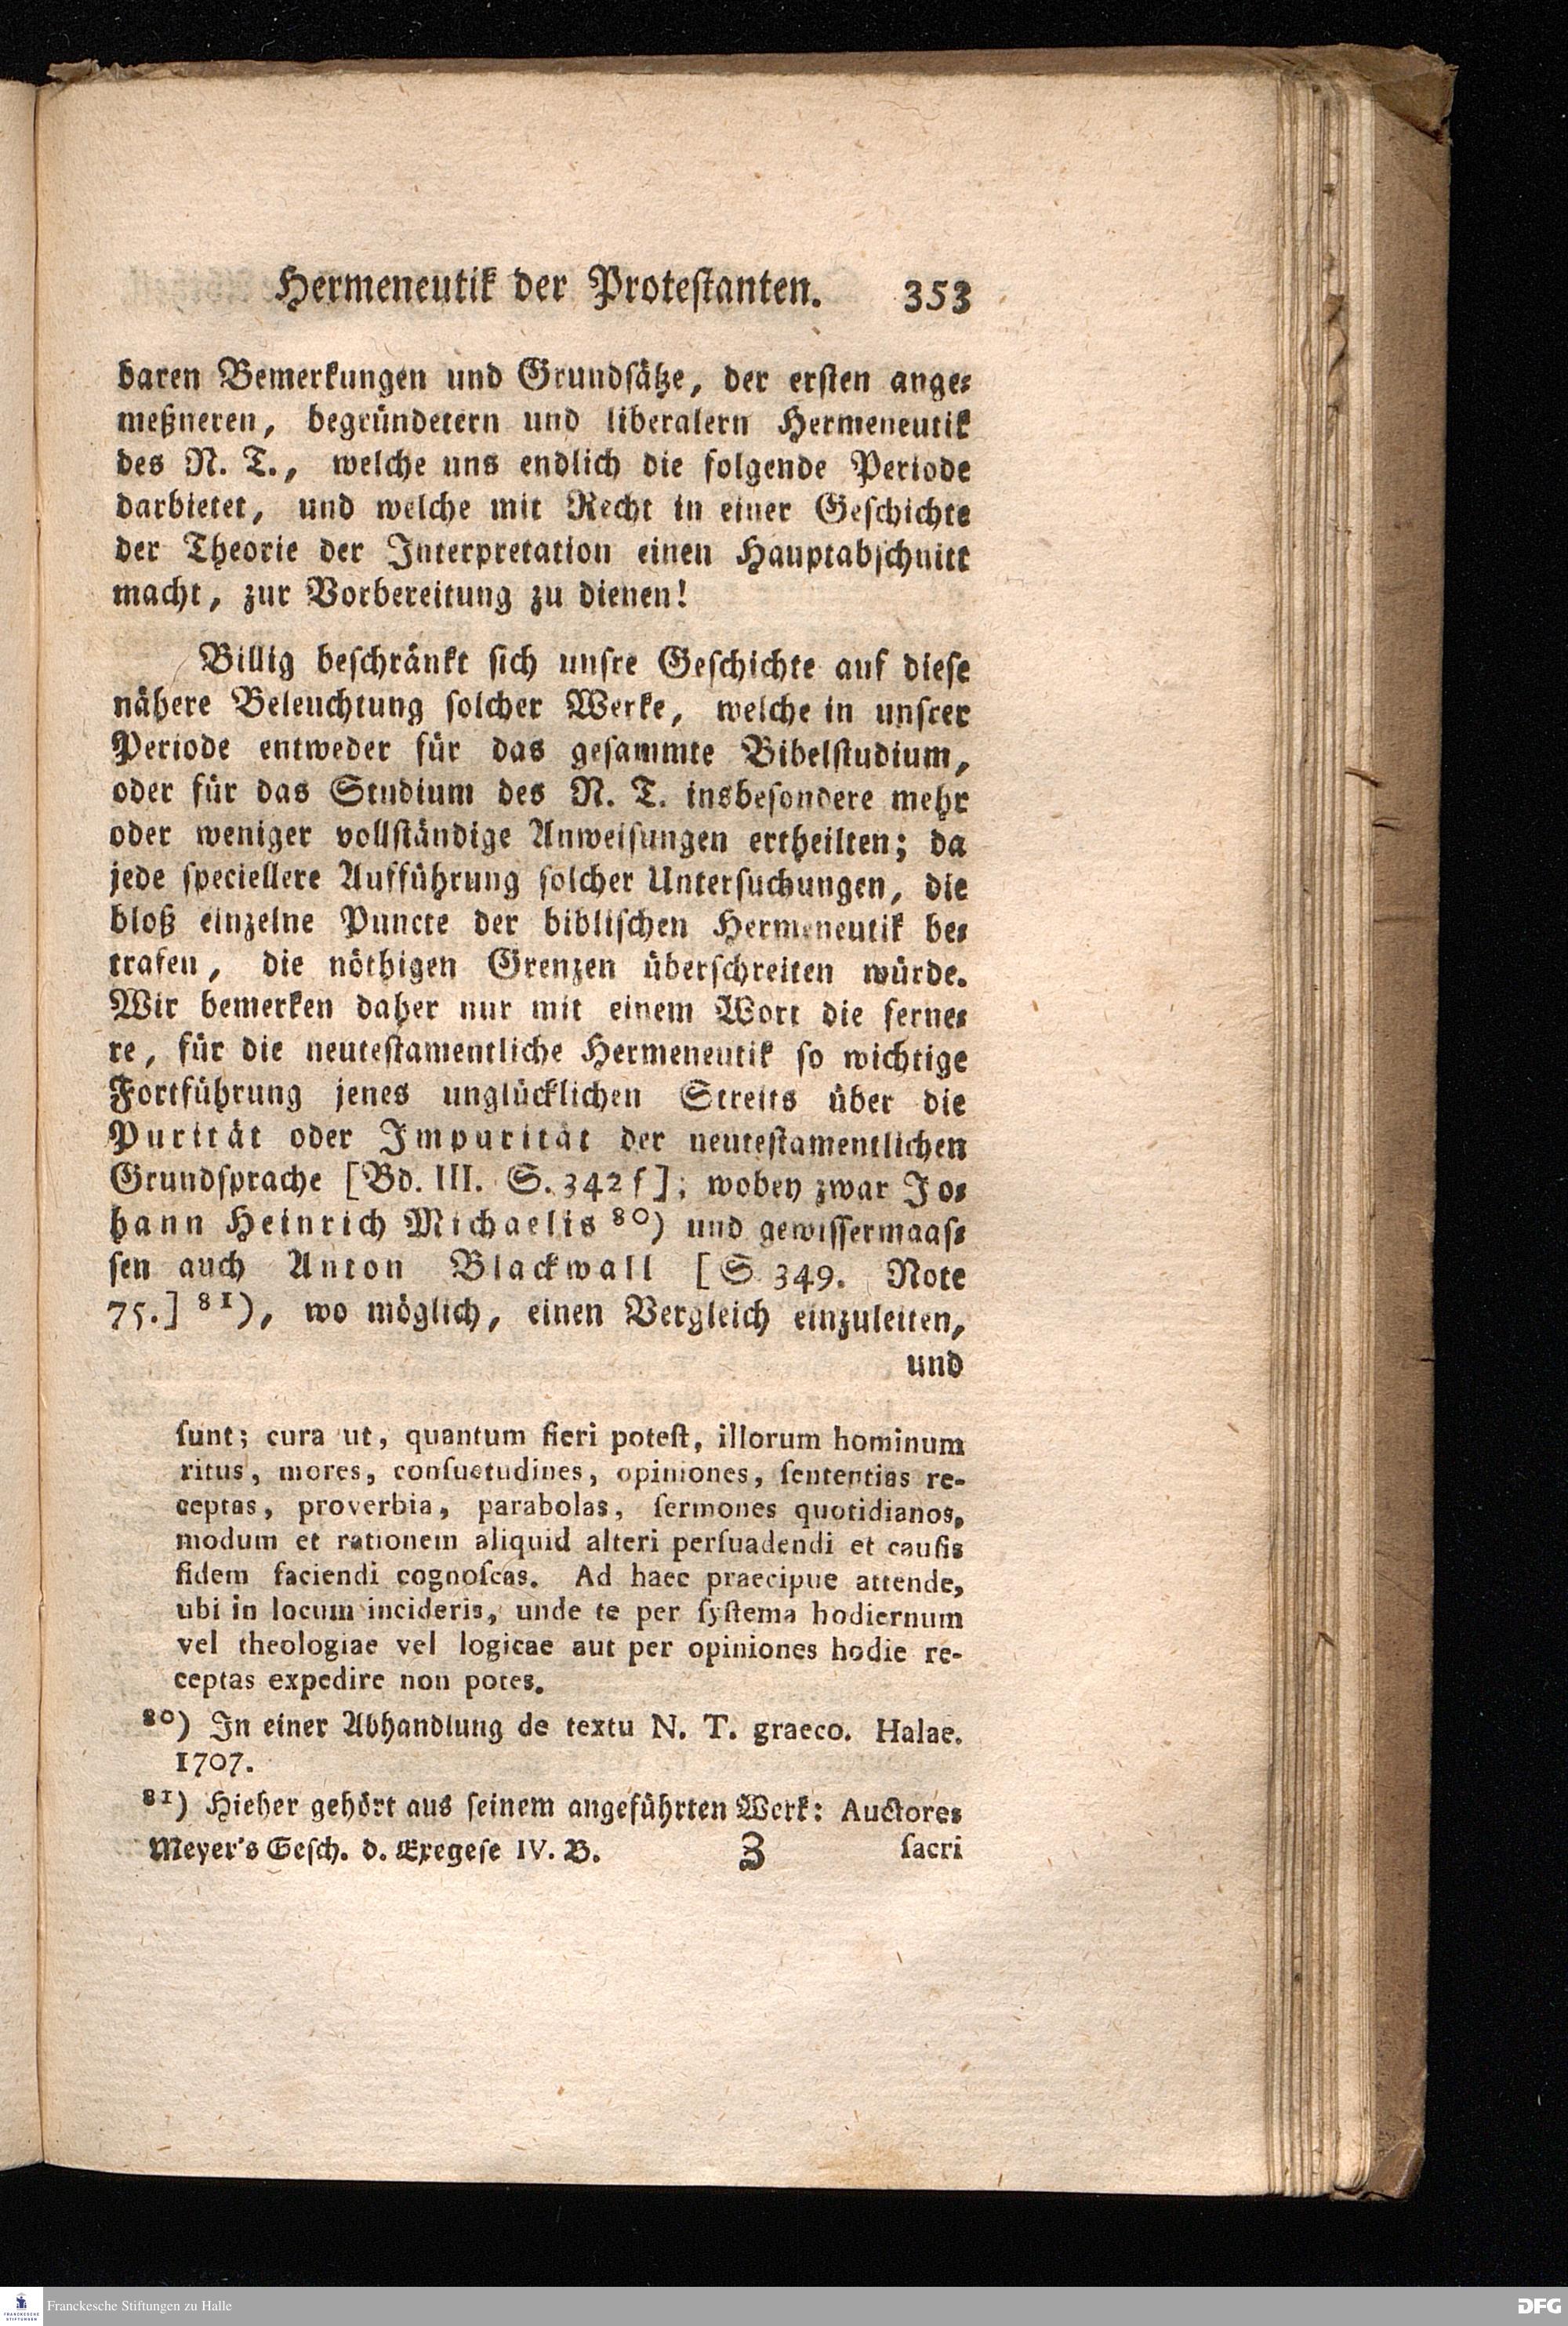 Hermeneutik der Protestanten. 353
baren Bemerkungen und Grundsätze, der ersten ange-
meßneren, begründetern und liberalern Hermeneutik
des N. T., welche uns endlich die folgende Periode
darbietet, und welche mit Recht in einer Geschichte
der Theorie der Interpretation einen Hauptabschnitt
macht, zur Vorbereitung zu dienen!
Billig beschränkt sich unsre Geschichte auf diese
nähere Beleuchtung solcher Werke, welche in unsrer
Periode entweder für das gesammte Bibelstudium,
oder für das Studium des N. T. insbesondere mehr
oder weniger vollständige Anweisungen ertheilten; da
jede speciellere Aufführung solcher Untersuchungen, die
bloß einzelne Puncte der biblischen Hermeneutik be-
trafen, die nöthigen Grenzen überschreiten würde.
Wir bemerken daher nur mit einem Wort die ferne-
re, für die neutestamentliche Hermeneutik so wichtige
Fortführung jenes unglücklichen Streits über die
Purität oder Impurität der neutestamentlichen
Grundsprache [Bd. III. S. 342 f]; wobey zwar Jo-
hann Heinrich Michaelis 80) und gewissermaas-
sen auch Anton Blackwall [S 349. Note
75.] 81), wo möglich, einen Vergleich einzuleiten,
und
ſunt; cura ut, quantum fieri poteſt, illorum hominum
ritus, mores, conſuetudines, opiniones, ſententias re-
ceptas, proverbia, parabolas, ſermones quotidianos,
modum et rationem aliquid alteri perſuadendi et cauſis
fidem faciendi cognoſcas. Ad haec praecipue attende,
ubi in locum incideris, unde te per ſyſtema hodiernum
vel theologiae vel logicae aut per opiniones hodie re-
ceptas expedire non potes.
80) In einer Abhandlung de textu N. T. graeco. Halae.
1707.
81) Hieher gehört aus seinem angeführten Werk: Auctores
Meyer's Gesch. d. Exegese IV. B. Z ſacri
FRANCKESCHE STIFTUNGEN
Franckesche Stiftungen zu Halle
DFG